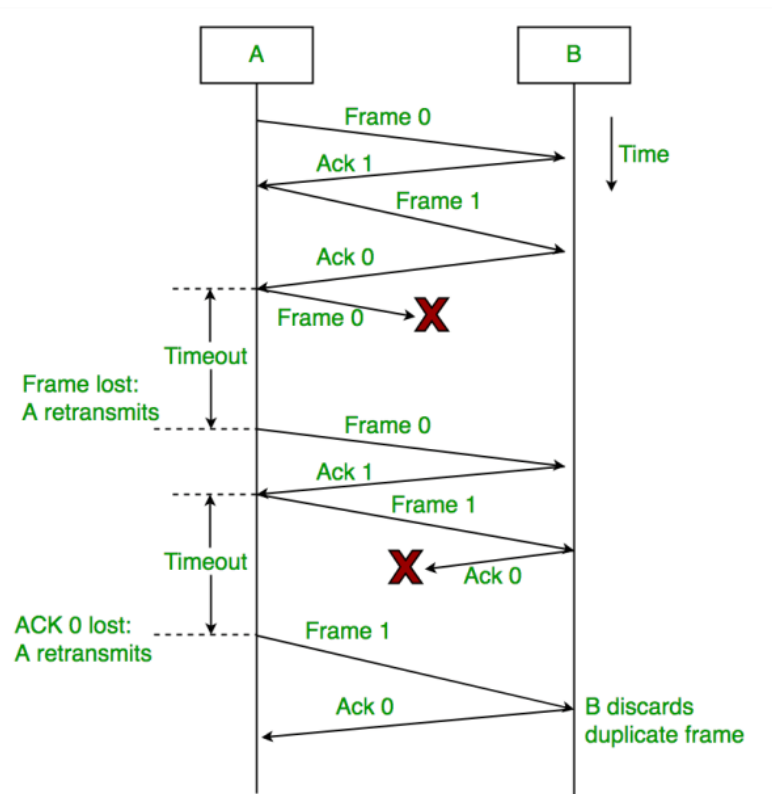 A
B
Frame 0
Time
Ack 1
Frame 1
Ack 0
X
Frame 0
Timeout
Frame lost:
A retransmits
Frame 0
Ack 1
Frame 1
Timeout
X
Ack 0
ACK 0 lost:
A retransmits
Frame 1
Ack 0
B discards
duplicate frame